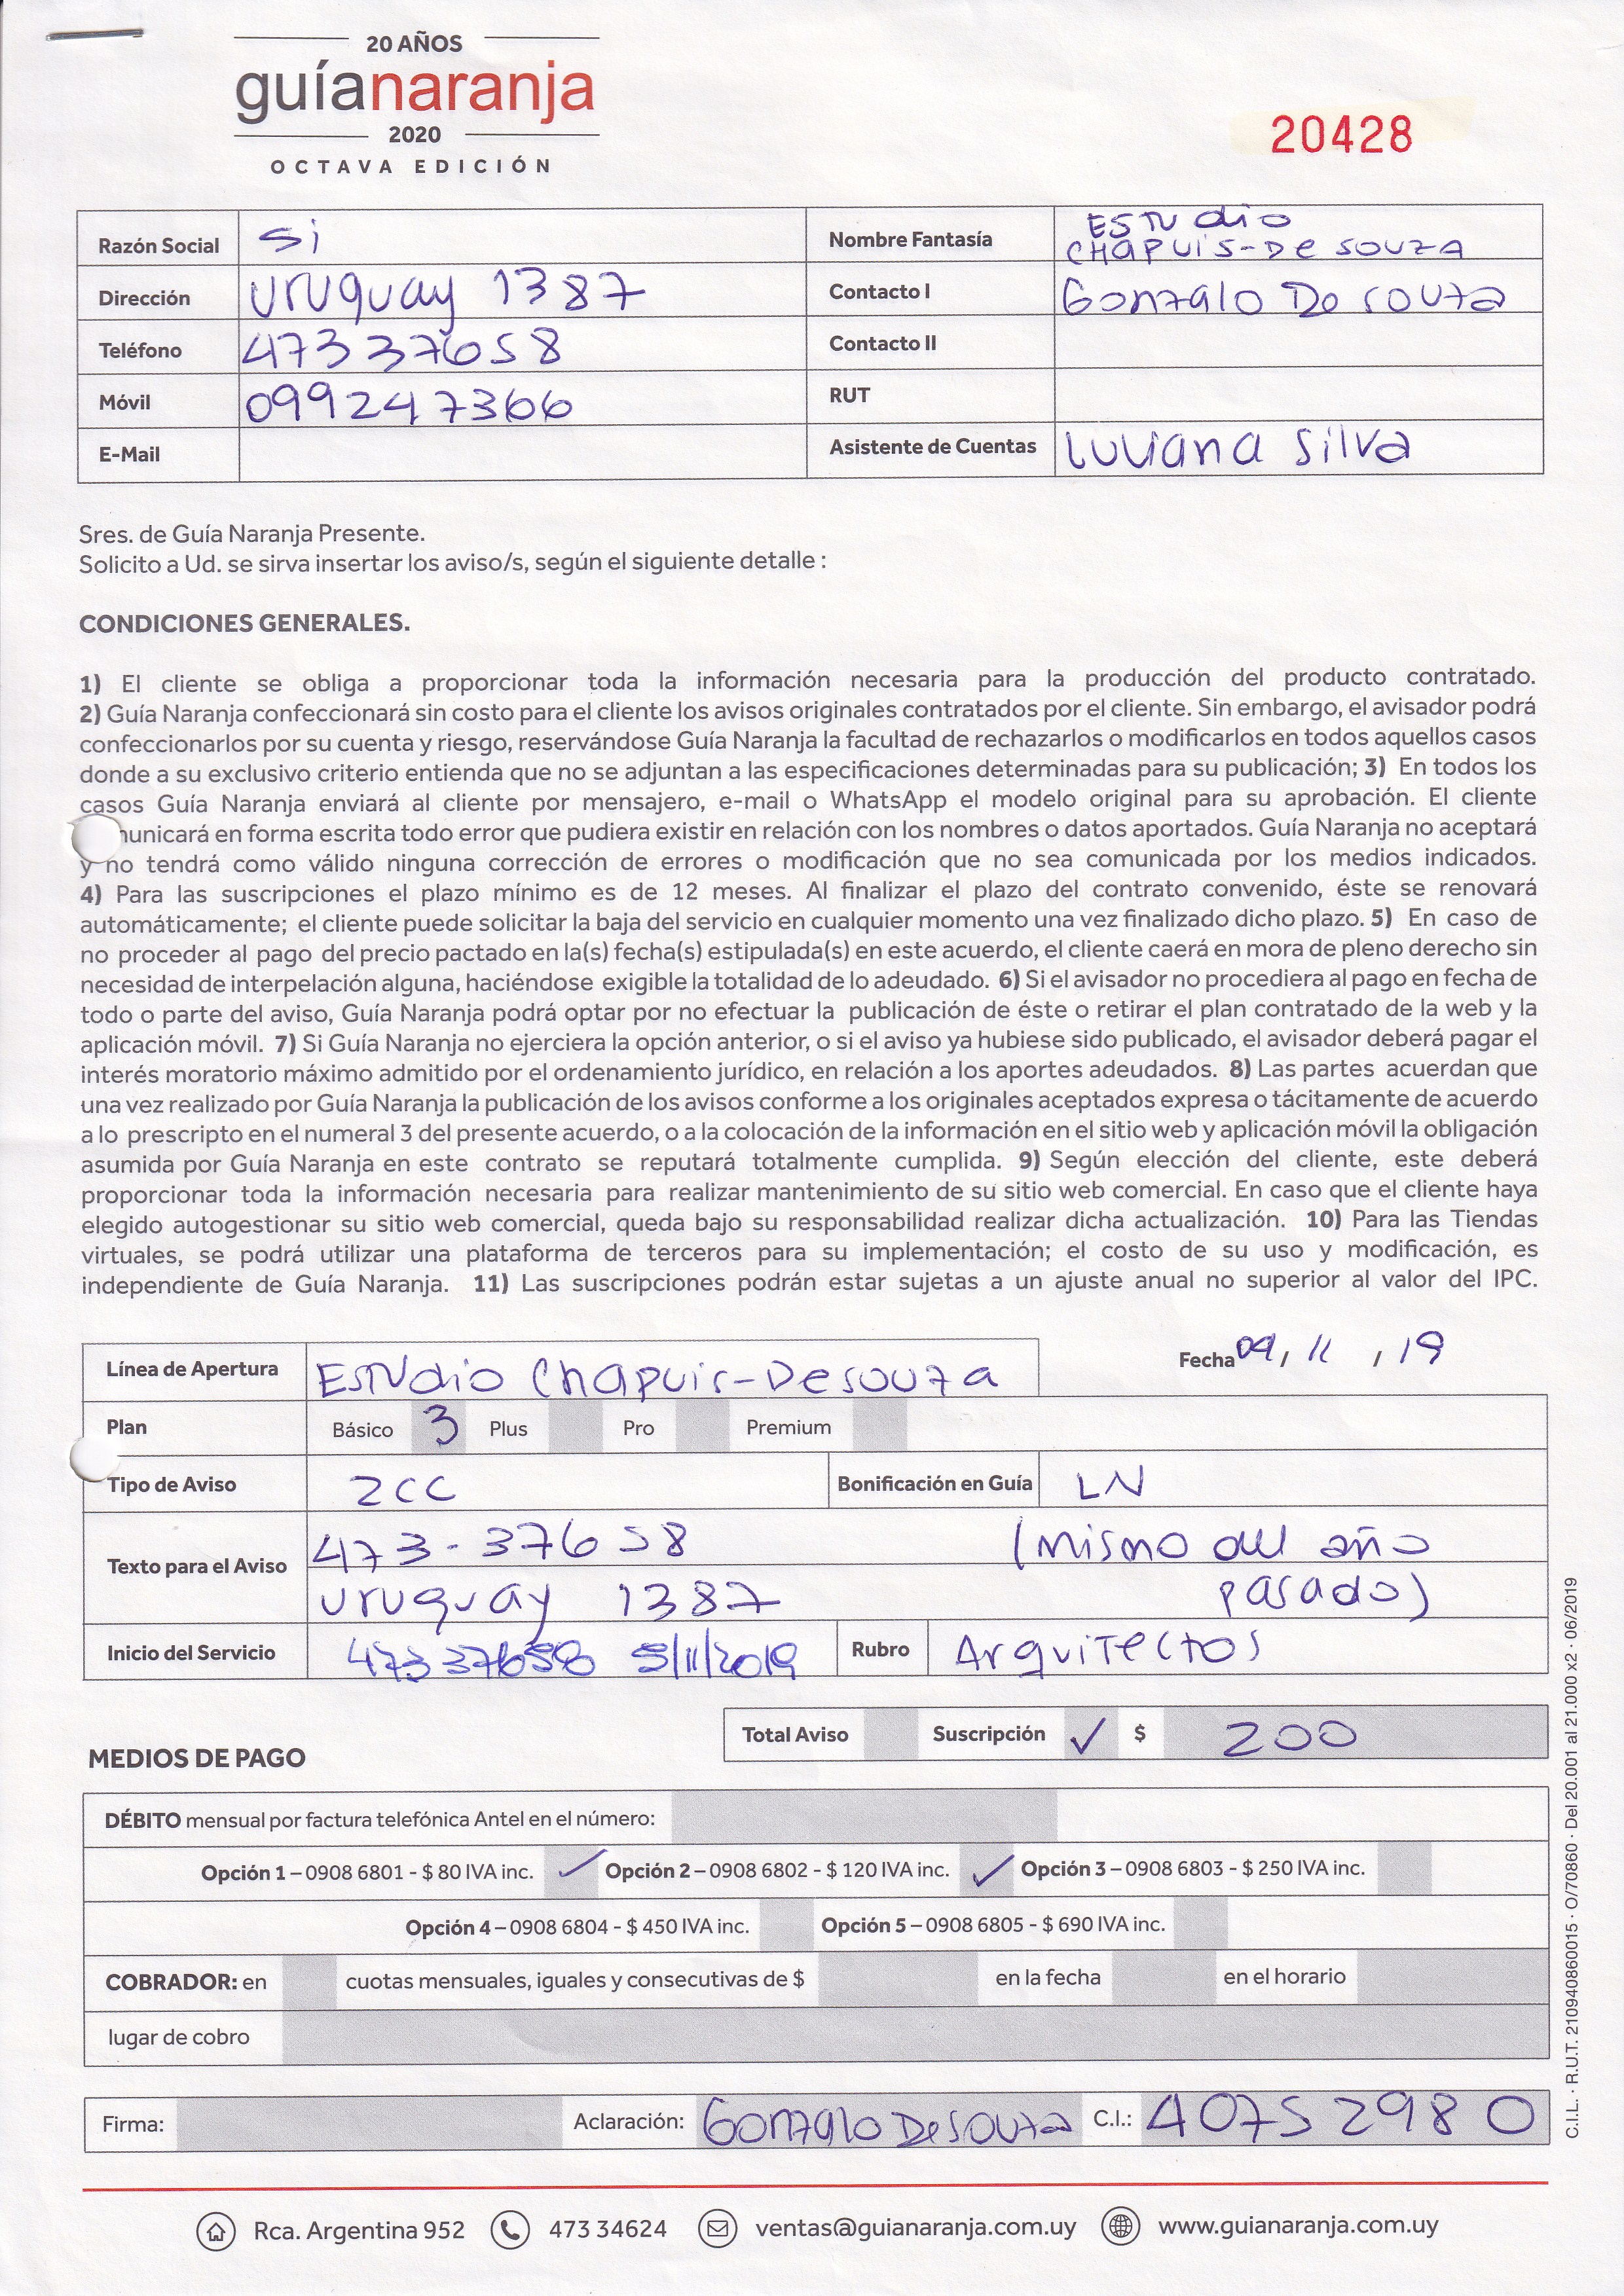 20 AÑOS
guíanaranja
2020
OCTAVA EDICIÓN
20428
Razón Social Si Nombre Fantasía Estudio Chapuis-De Souza
Dirección Uruguay 1387 Contacto I Gonzalo De Souza
Teléfono 47337658 Contacto II
Móvil 099247366 RUT
E-Mail Asistente de Cuentas Luviana Silva
Sres. de Guía Naranja Presente.
Solicito a Ud. se sirva insertar los aviso/s, según el siguiente detalle :
CONDICIONES GENERALES.
1) El cliente se obliga a proporcionar toda la información necesaria para la producción del producto contratado.
2) Guía Naranja confeccionará sin costo para el cliente los avisos originales contratados por el cliente. Sin embargo, el avisador podrá
confeccionarlos por su cuenta y riesgo, reservándose Guía Naranja la facultad de rechazarlos o modificarlos en todos aquellos casos
donde a su exclusivo criterio entienda que no se adjuntan a las especificaciones determinadas para su publicación; 3) En todos los
casos Guía Naranja enviará al cliente por mensajero, e-mail o WhatsApp el modelo original para su aprobación. El cliente
municará en forma escrita todo error que pudiera existir en relación con los nombres o datos aportados. Guía Naranja no aceptará
y no tendrá como válido ninguna corrección de errores o modificación que no sea comunicada por los medios indicados.
4) Para las suscripciones el plazo mínimo es de 12 meses. Al finalizar el plazo del contrato convenido, éste se renovará
automáticamente; el cliente puede solicitar la baja del servicio en cualquier momento una vez finalizado dicho plazo. 5) En caso de
no proceder al pago del precio pactado en la(s) fecha(s) estipulada(s) en este acuerdo, el cliente caerá en mora de pleno derecho sin
necesidad de interpelación alguna, haciéndose exigible la totalidad de lo adeudado. 6) Si el avisador no procediera al pago en fecha de
todo o parte del aviso, Guía Naranja podrá optar por no efectuar la publicación de éste o retirar el plan contratado de la web y la
aplicación móvil. 7) Si Guía Naranja no ejerciera la opción anterior, o si el aviso ya hubiese sido publicado, el avisador deberá pagar el
interés moratorio máximo admitido por el ordenamiento jurídico, en relación a los aportes adeudados. 8) Las partes acuerdan que
una vez realizado por Guía Naranja la publicación de los avisos conforme a los originales aceptados expresa o tácitamente de acuerdo
a lo prescripto en el numeral 3 del presente acuerdo, o a la colocación de la información en el sitio web y aplicación móvil la obligación
asumida por Guía Naranja en este contrato se reputará totalmente cumplida. 9) Según elección del cliente, este deberá
proporcionar toda la información necesaria para realizar mantenimiento de su sitio web comercial. En caso que el cliente haya
elegido autogestionar su sitio web comercial, queda bajo su responsabilidad realizar dicha actualización. 10) Para las Tiendas
virtuales, se podrá utilizar una plataforma de terceros para su implementación; el costo de su uso y modificación, es
independiente de Guía Naranja. 11) Las suscripciones podrán estar sujetas a un ajuste anual no superior al valor del IPC.
Línea de Apertura Estudio Chapuis-De souza Fecha 09 / 11 / 19
Plan Básico 3 Plus Pro Premium
Tipo de Aviso 2CC Bonificación en Guía LN
Texto para el Aviso 473-37658 (mismo del año
Uruguay 1387 pasado)
Inicio del Servicio 47337658 5/11/2019 Rubro Arquitectos
Total Aviso Suscripción ✓ $ 200
MEDIOS DE PAGO
DÉBITO mensual por factura telefónica Antel en el número:
Opción 1 – 0908 6801 - $ 80 IVA inc. ✓ Opción 2 – 0908 6802 - $ 120 IVA inc. ✓ Opción 3 – 0908 6803 - $ 250 IVA inc.
Opción 4 – 0908 6804 - $ 450 IVA inc. Opción 5 – 0908 6805 - $ 690 IVA inc.
COBRADOR: en cuotas mensuales, iguales y consecutivas de $ en la fecha en el horario
lugar de cobro
Firma: Aclaración: Gonzalo De Souza C.I.: 40752980
Rca. Argentina 952 473 34624 ventas@guianaranja.com.uy www.guianaranja.com.uy
C.I.L. · R.U.T. 210940860015 · O/70860 · Del 20.001 al 21.000 x2 · 06/2019